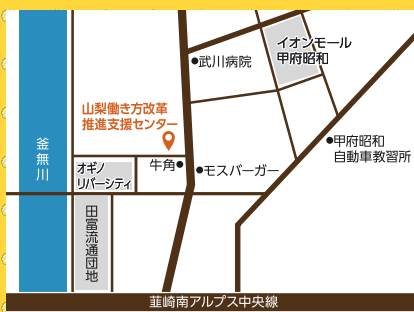 イオンモール
甲府昭和
武川病院
山梨働き方改革
推進支援センター
甲府昭和
自動車教習所
釜無川
オギノ
リバーシティ
牛角
モスバーガー
田富流通団地
韮崎南アルプス中央線